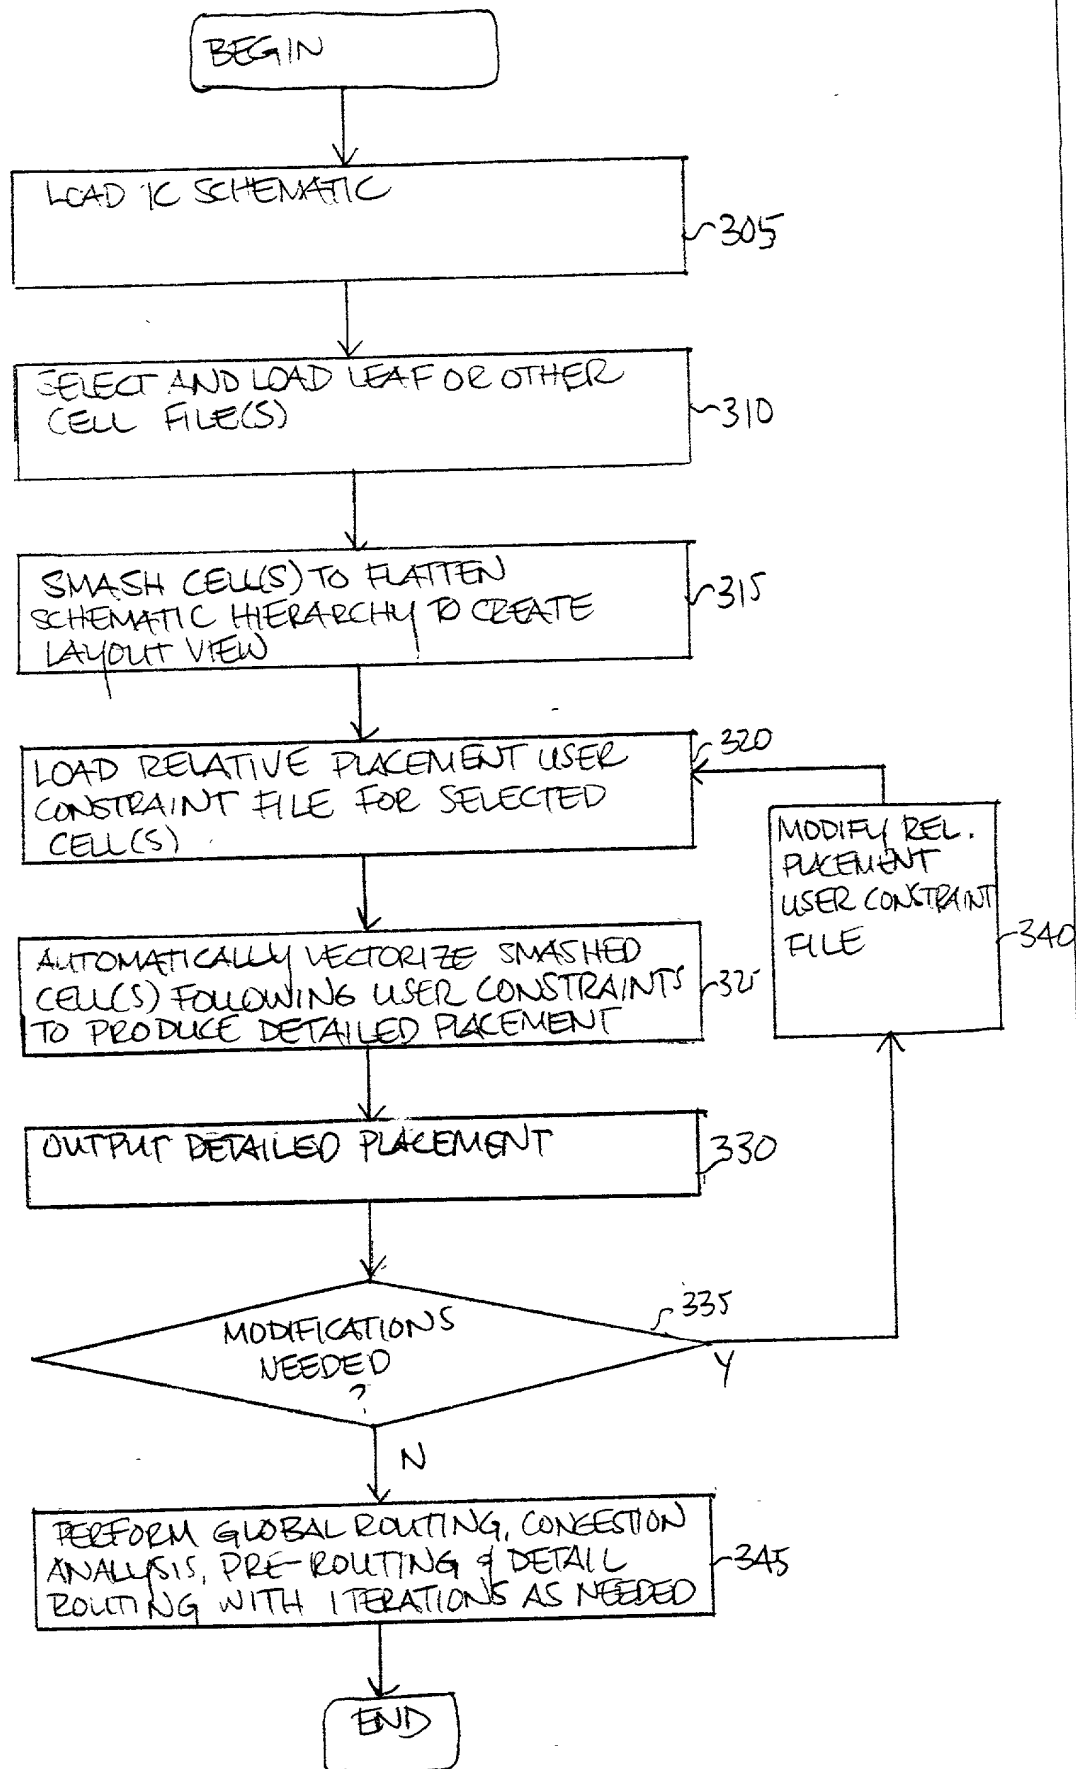 BEGIN
LOAD IC SCHEMATIC
305
SELECT AND LOAD LEAF OR OTHER
CELL FILE(S)
310
SMASH CELL(S) TO FLATTEN
SCHEMATIC HIERARCHY TO CREATE
LAYOUT VIEW
315
LOAD RELATIVE PLACEMENT USER
CONSTRAINT FILE FOR SELECTED
CELL(S)
320
MODIFY REL.
PLACEMENT
USER CONSTRAINT
FILE
340
AUTOMATICALLY VECTORIZE SMASHED
CELL(S) FOLLOWING USER CONSTRAINTS
TO PRODUCE DETAILED PLACEMENT
325
OUTPUT DETAILED PLACEMENT
330
MODIFICATIONS
NEEDED
?
335
Y
N
PERFORM GLOBAL ROUTING, CONGESTION
ANALYSIS, PRE-ROUTING & DETAIL
ROUTING WITH ITERATIONS AS NEEDED
345
END